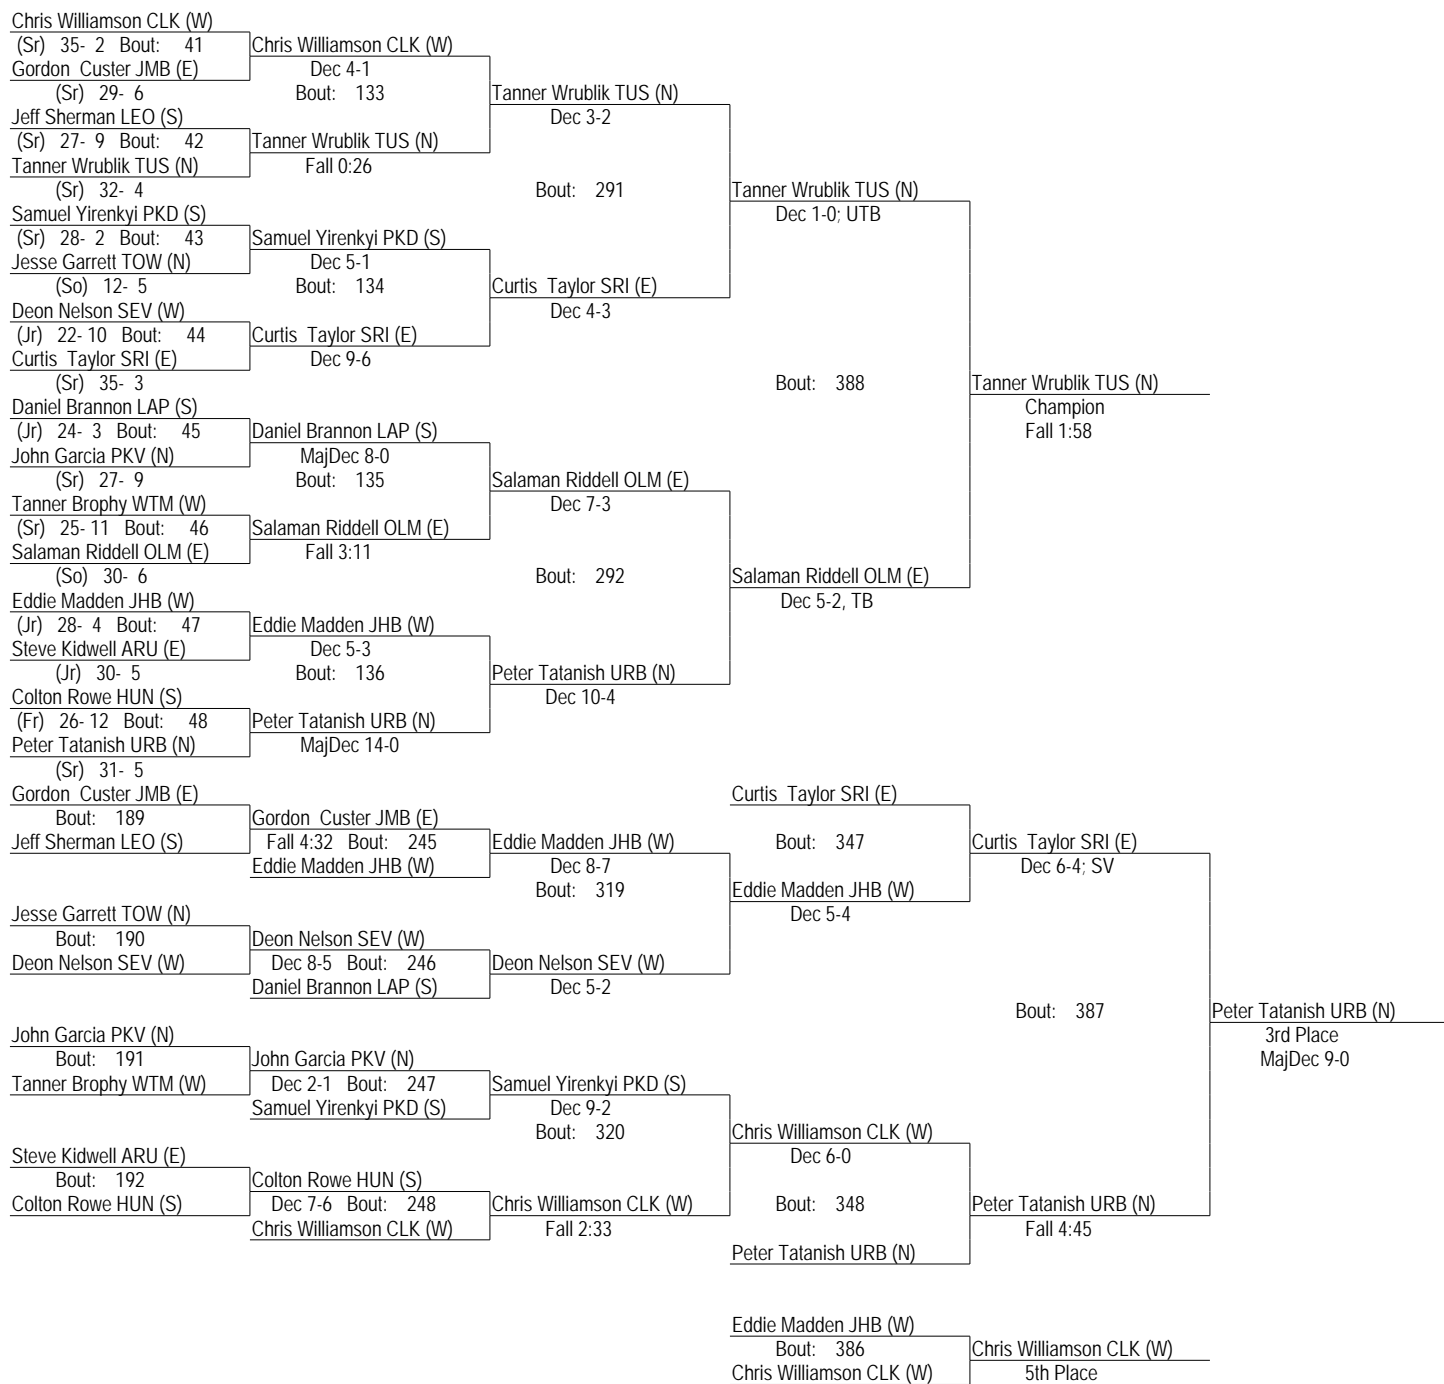 Chris Williamson CLK (W)
(Sr) 35- 2 Bout: 41 Chris Williamson CLK (W)
Gordon Custer JMB (E) Dec 4-1
(Sr) 29- 6 Bout: 133 Tanner Wrublik TUS (N)
Jeff Sherman LEO (S) Dec 3-2
(Sr) 27- 9 Bout: 42 Tanner Wrublik TUS (N)
Tanner Wrublik TUS (N) Fall 0:26
(Sr) 32- 4 Bout: 291 Tanner Wrublik TUS (N)
Samuel Yirenkyi PKD (S) Dec 1-0; UTB
(Sr) 28- 2 Bout: 43 Samuel Yirenkyi PKD (S)
Jesse Garrett TOW (N) Dec 5-1
(So) 12- 5 Bout: 134 Curtis Taylor SRI (E)
Deon Nelson SEV (W) Dec 4-3
(Jr) 22- 10 Bout: 44 Curtis Taylor SRI (E)
Curtis Taylor SRI (E) Dec 9-6
(Sr) 35- 3 Bout: 388 Tanner Wrublik TUS (N)
Daniel Brannon LAP (S) Champion
(Jr) 24- 3 Bout: 45 Daniel Brannon LAP (S) Fall 1:58
John Garcia PKV (N) MajDec 8-0
(Sr) 27- 9 Bout: 135 Salaman Riddell OLM (E)
Tanner Brophy WTM (W) Dec 7-3
(Sr) 25- 11 Bout: 46 Salaman Riddell OLM (E)
Salaman Riddell OLM (E) Fall 3:11
(So) 30- 6 Bout: 292 Salaman Riddell OLM (E)
Eddie Madden JHB (W) Dec 5-2, TB
(Jr) 28- 4 Bout: 47 Eddie Madden JHB (W)
Steve Kidwell ARU (E) Dec 5-3
(Jr) 30- 5 Bout: 136 Peter Tatanish URB (N)
Colton Rowe HUN (S) Dec 10-4
(Fr) 26- 12 Bout: 48 Peter Tatanish URB (N)
Peter Tatanish URB (N) MajDec 14-0
(Sr) 31- 5
Gordon Custer JMB (E) Curtis Taylor SRI (E)
Bout: 189 Gordon Custer JMB (E)
Jeff Sherman LEO (S) Fall 4:32 Bout: 245 Eddie Madden JHB (W) Bout: 347 Curtis Taylor SRI (E)
Eddie Madden JHB (W) Dec 8-7 Dec 6-4; SV
Bout: 319 Eddie Madden JHB (W)
Jesse Garrett TOW (N) Dec 5-4
Bout: 190 Deon Nelson SEV (W)
Deon Nelson SEV (W) Dec 8-5 Bout: 246 Deon Nelson SEV (W)
Daniel Brannon LAP (S) Dec 5-2
Bout: 387 Peter Tatanish URB (N)
John Garcia PKV (N) 3rd Place
Bout: 191 John Garcia PKV (N) MajDec 9-0
Tanner Brophy WTM (W) Dec 2-1 Bout: 247 Samuel Yirenkyi PKD (S)
Samuel Yirenkyi PKD (S) Dec 9-2
Bout: 320 Chris Williamson CLK (W)
Steve Kidwell ARU (E) Dec 6-0
Bout: 192 Colton Rowe HUN (S)
Colton Rowe HUN (S) Dec 7-6 Bout: 248 Chris Williamson CLK (W) Bout: 348 Peter Tatanish URB (N)
Chris Williamson CLK (W) Fall 2:33 Fall 4:45
Peter Tatanish URB (N)
Eddie Madden JHB (W)
Bout: 386 Chris Williamson CLK (W)
Chris Williamson CLK (W) 5th Place